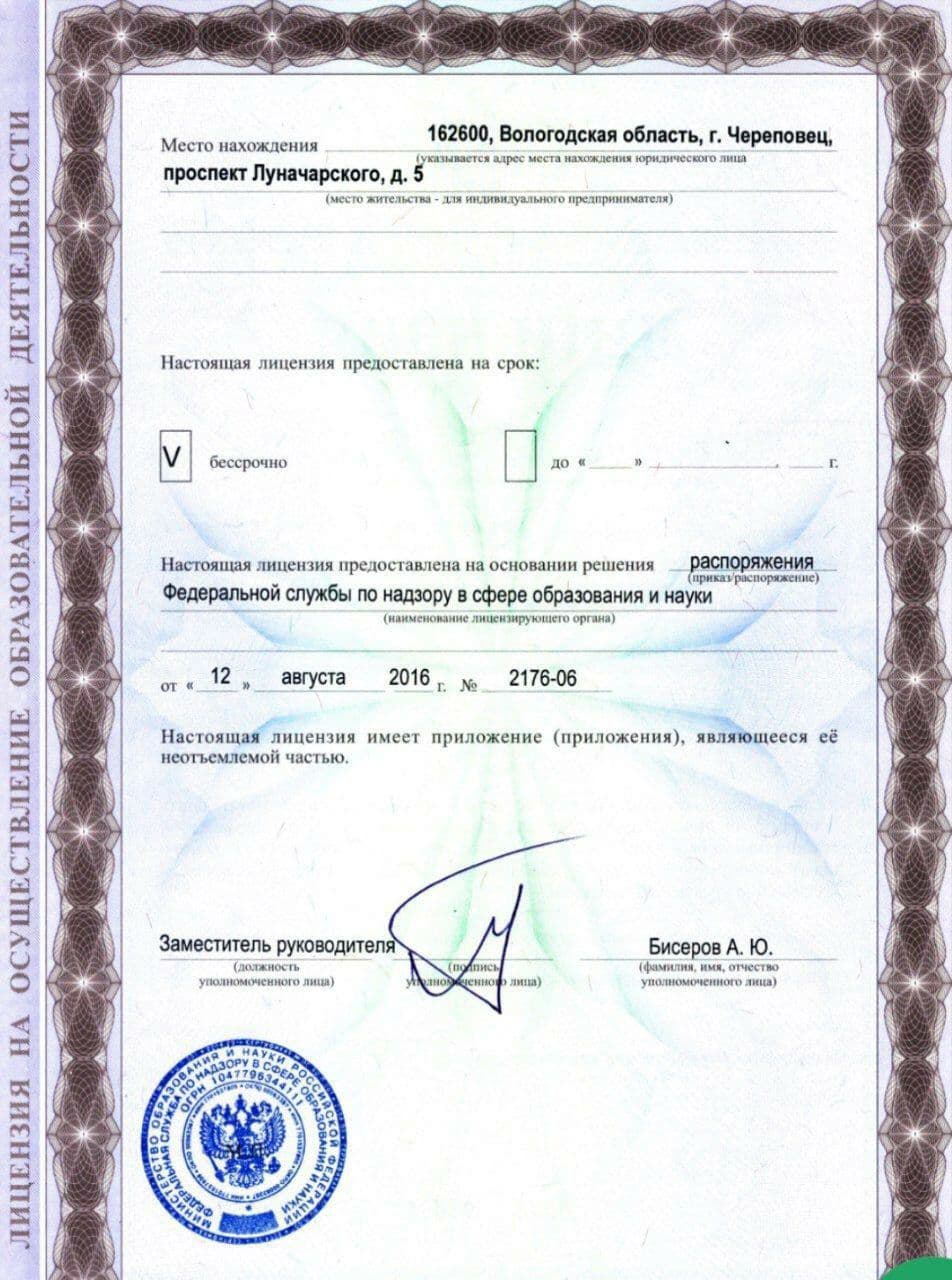 ЛИЦЕНЗИЯ НА ОСУЩЕСТВЛЕНИЕ ОБРАЗОВАТЕЛЬНОЙ ДЕЯТЕЛЬНОСТИ
Место нахождения 162600, Вологодская область, г. Череповец,
(указывается адрес места нахождения юридического лица
проспект Луначарского, д. 5
(место жительства - для индивидуального предпринимателя)
Настоящая лицензия предоставлена на срок:
V бессрочно до « » г.
Настоящая лицензия предоставлена на основании решения распоряжения
(приказ/распоряжение)
Федеральной службы по надзору в сфере образования и науки
(наименование лицензирующего органа)
от « 12 » августа 2016 г. № 2176-06
Настоящая лицензия имеет приложение (приложения), являющееся её
неотъемлемой частью.
Заместитель руководителя Бисеров А. Ю.
(должность (подпись (фамилия, имя, отчество
уполномоченного лица) уполномоченного лица) уполномоченного лица)
МИНИСТЕРСТВО ОБРАЗОВАНИЯ И НАУКИ РОССИЙСКОЙ ФЕДЕРАЦИИ
ФЕДЕРАЛЬНАЯ СЛУЖБА ПО НАДЗОРУ В СФЕРЕ ОБРАЗОВАНИЯ И НАУКИ
ОГРН 1047796344111